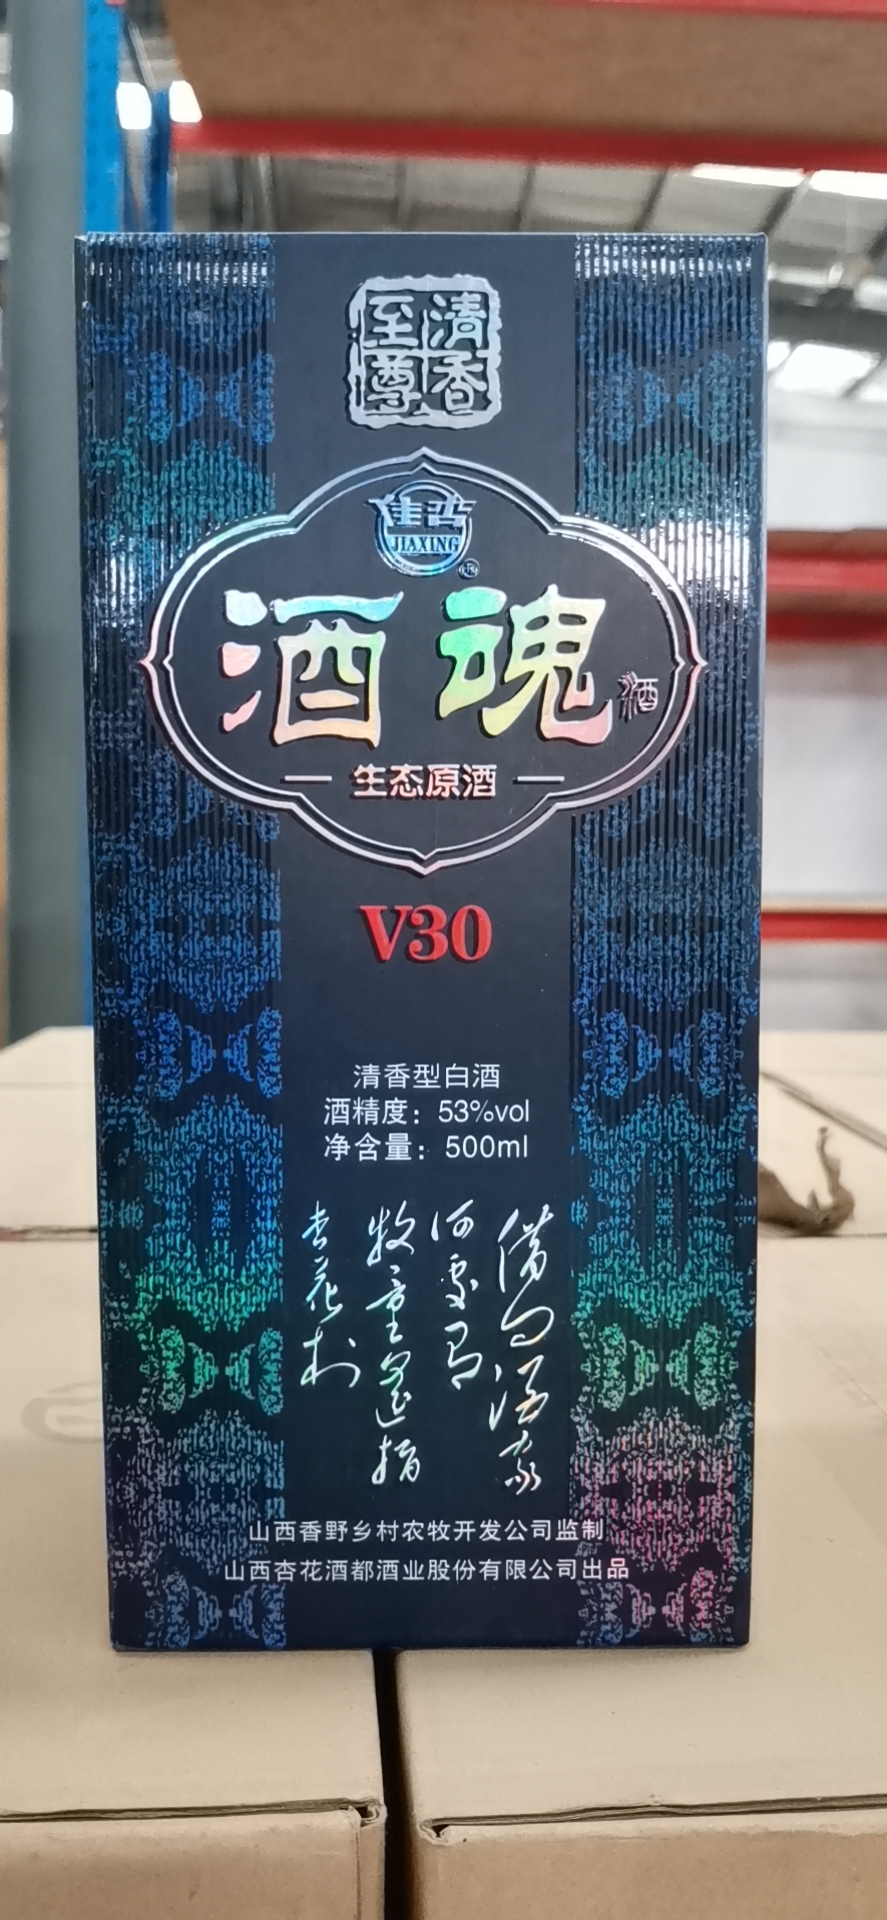 清香
至尊
JIAXING
®
酒魂酒
生态原酒
V30
清香型白酒
酒精度：53%vol
净含量：500ml
借问酒家
何处有
牧童遥指
杏花村
山西香野乡村农牧开发公司监制
山西杏花酒都酒业股份有限公司出品